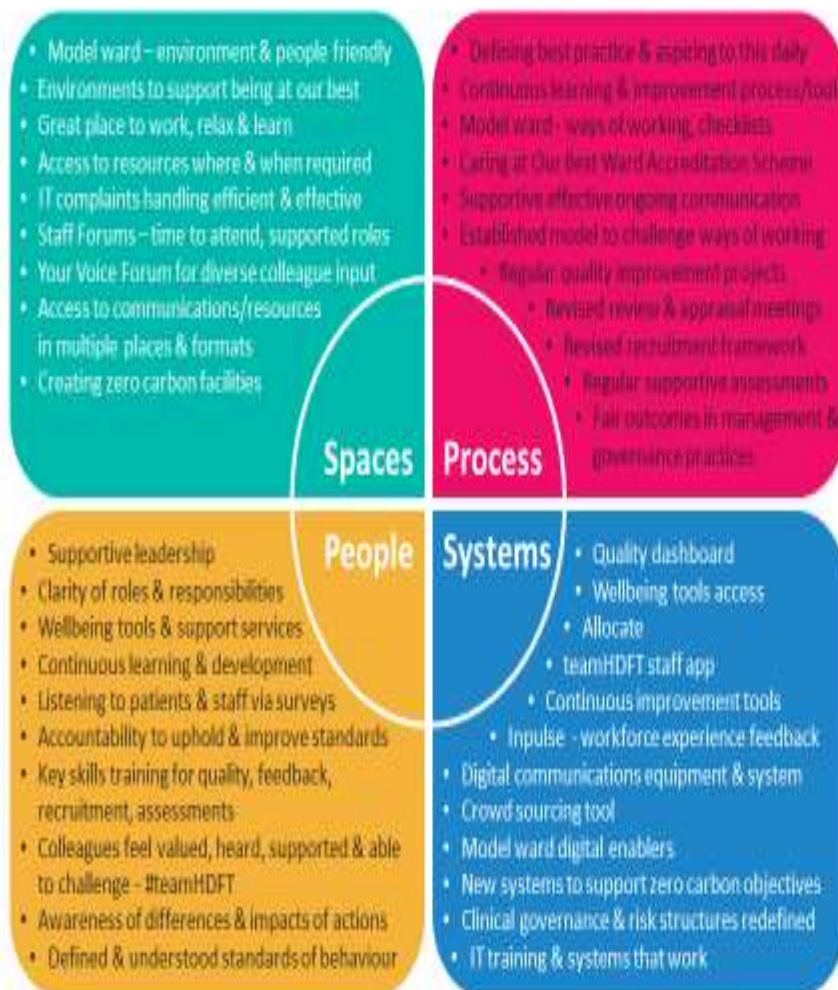 • Model ward – environment & people friendly
• Environments to support being at our best
• Great place to work, relax & learn
• Access to resources where & when required
• IT complaints handling efficient & effective
• Staff Forums – time to attend, supported roles
• Your Voice Forum for diverse colleague input
• Access to communications/resources
in multiple places & formats
• Creating zero carbon facilities
Spaces
• Defining best practice & aspiring to this daily
• Continuous learning & improvement process/tool
• Model ward - ways of working, checklists
• Caring at Our Best Ward Accreditation Scheme
• Supportive effective ongoing communication
• Established model to challenge ways of working
• Regular quality improvement projects
• Revised review & appraisal meetings
• Revised recruitment framework
• Regular supportive assessments
• Fair outcomes in management &
governance practices
Process
People
• Supportive leadership
• Clarity of roles & responsibilities
• Wellbeing tools & support services
• Continuous learning & development
• Listening to patients & staff via surveys
• Accountability to uphold & improve standards
• Key skills training for quality, feedback,
recruitment, assessments
• Colleagues feel valued, heard, supported & able
to challenge - #teamHDFT
• Awareness of differences & impacts of actions
• Defined & understood standards of behaviour
Systems
• Quality dashboard
• Wellbeing tools access
• Allocate
• teamHDFT staff app
• Continuous improvement tools
• Inpulse - workforce experience feedback
• Digital communications equipment & system
• Crowd sourcing tool
• Model ward digital enablers
• New systems to support zero carbon objectives
• Clinical governance & risk structures redefined
• IT training & systems that work